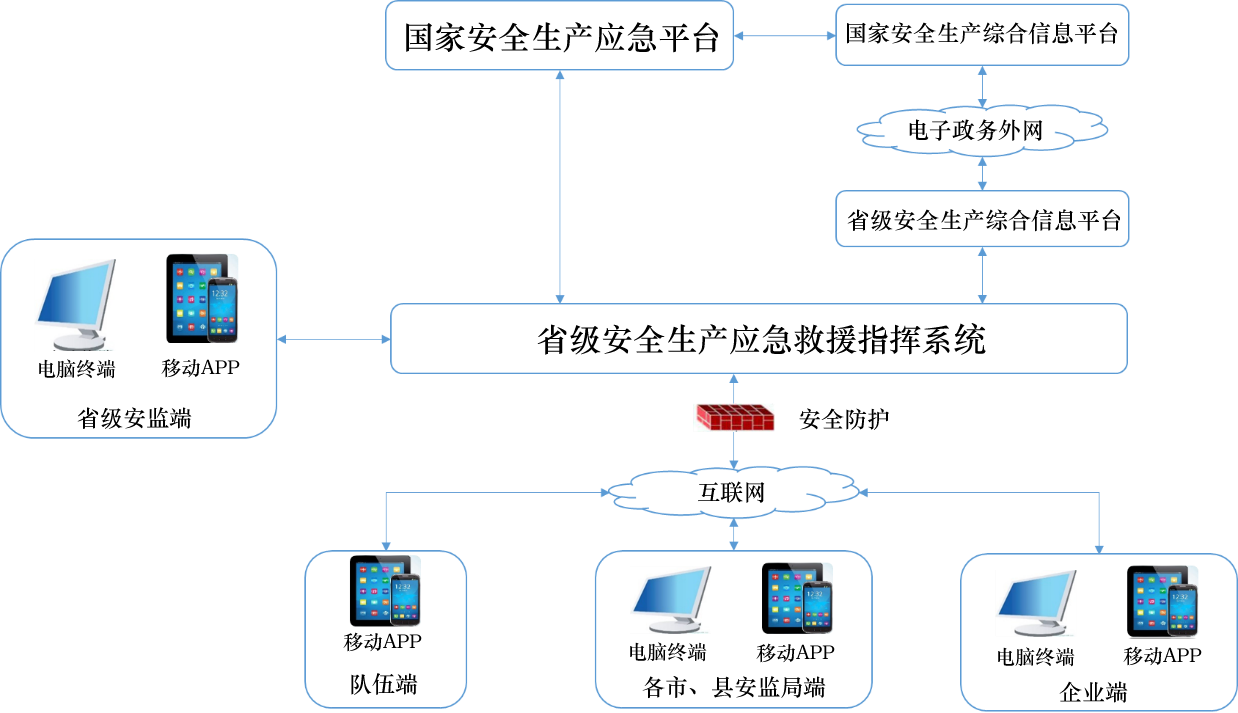 国家安全生产应急平台
国家安全生产综合信息平台
电子政务外网
省级安全生产综合信息平台
省级安全生产应急救援指挥系统
电脑终端
移动APP
省级安监端
安全防护
互联网
移动APP
队伍端
电脑终端
移动APP
各市、县安监局端
电脑终端
移动APP
企业端